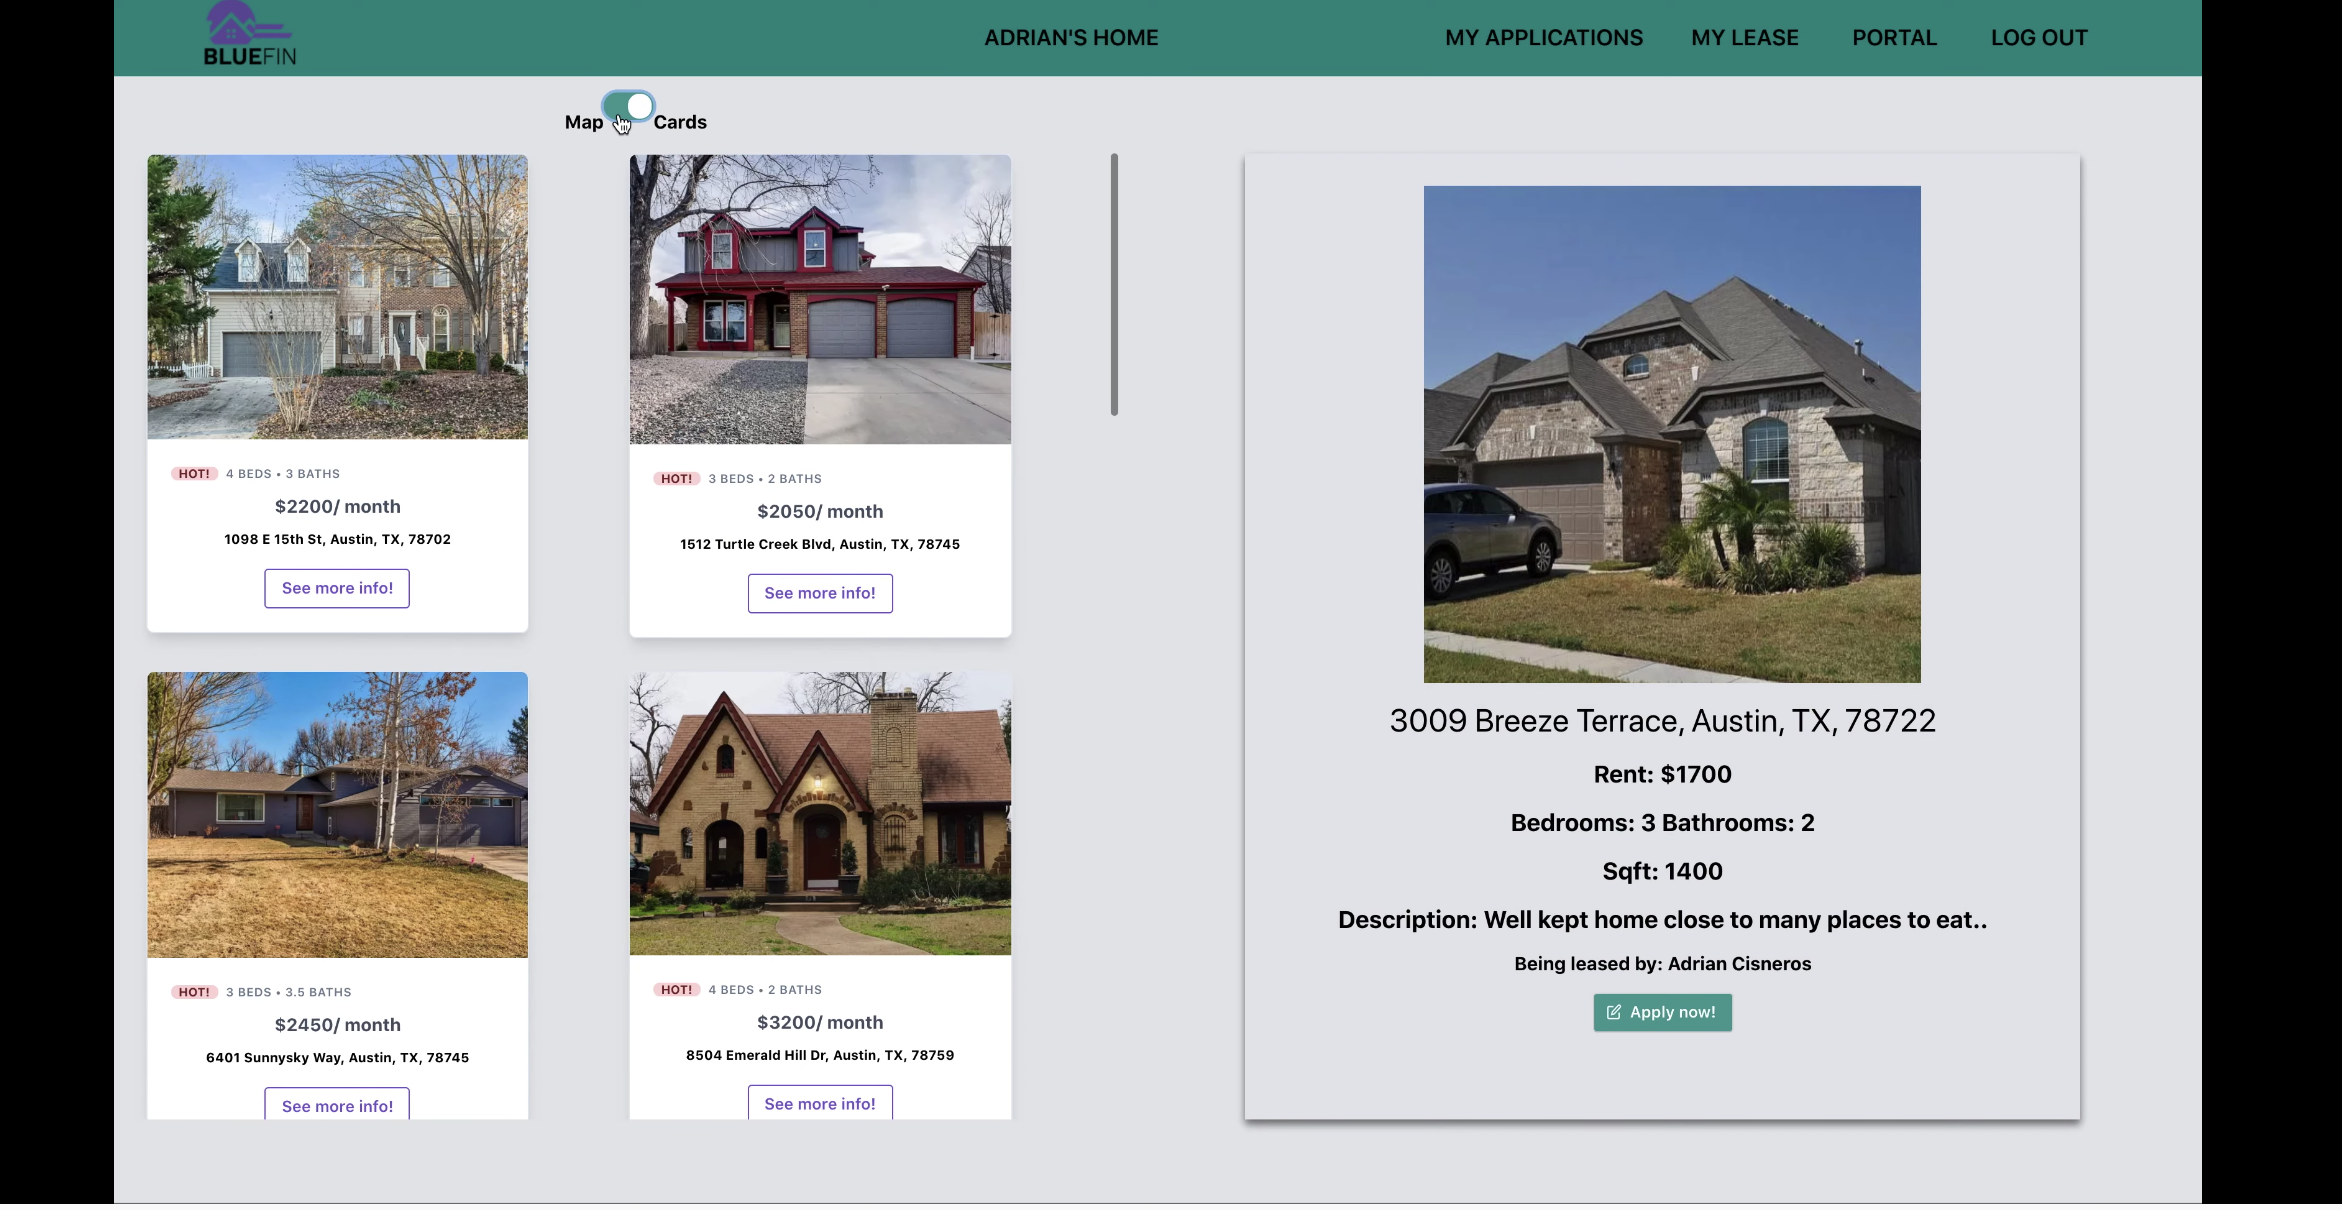 BLUEFIN
ADRIAN'S HOME
MY APPLICATIONS
MY LEASE
PORTAL
LOG OUT
Map
Cards
HOT! 4 BEDS • 3 BATHS
$2200/ month
1098 E 15th St, Austin, TX, 78702
See more info!
HOT! 3 BEDS • 2 BATHS
$2050/ month
1512 Turtle Creek Blvd, Austin, TX, 78745
See more info!
HOT! 3 BEDS • 3.5 BATHS
$2450/ month
6401 Sunnysky Way, Austin, TX, 78745
See more info!
HOT! 4 BEDS • 2 BATHS
$3200/ month
8504 Emerald Hill Dr, Austin, TX, 78759
See more info!
3009 Breeze Terrace, Austin, TX, 78722
Rent: $1700
Bedrooms: 3 Bathrooms: 2
Sqft: 1400
Description: Well kept home close to many places to eat..
Being leased by: Adrian Cisneros
Apply now!